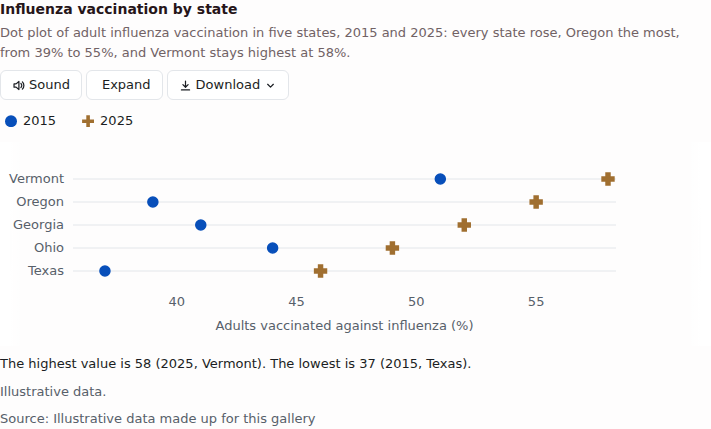 Influenza vaccination by state
Dot plot of adult influenza vaccination in five states, 2015 and 2025: every state rose, Oregon the most,
from 39% to 55%, and Vermont stays highest at 58%.
Sound Expand Download
2015 2025
Vermont
Oregon
Georgia
Ohio
Texas
40 45 50 55
Adults vaccinated against influenza (%)
The highest value is 58 (2025, Vermont). The lowest is 37 (2015, Texas).
Illustrative data.
Source: Illustrative data made up for this gallery